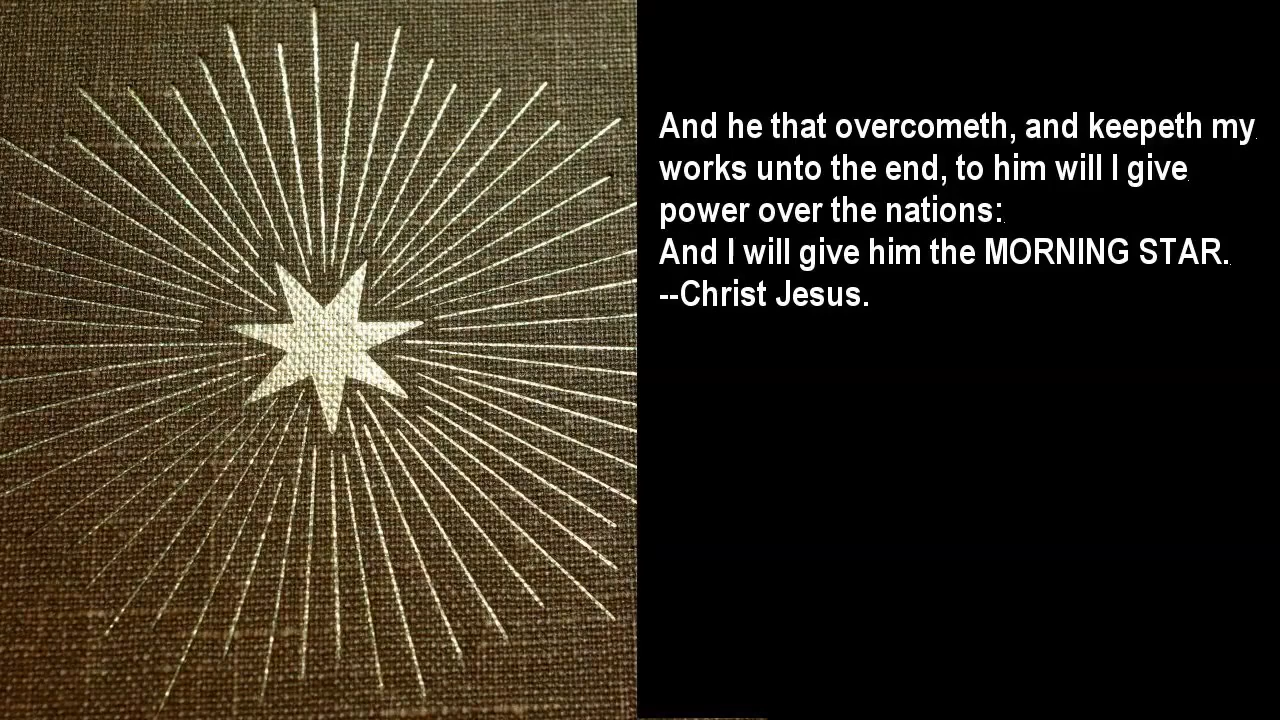 And he that overcometh, and keepeth my
works unto the end, to him will I give
power over the nations:
And I will give him the MORNING STAR.
--Christ Jesus.